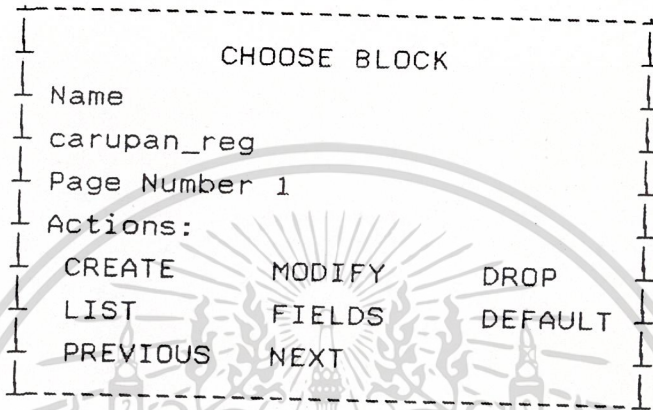 CHOOSE BLOCK
Name
carupan_reg
Page Number 1
Actions:
CREATE MODIFY DROP
LIST FIELDS DEFAULT
PREVIOUS NEXT